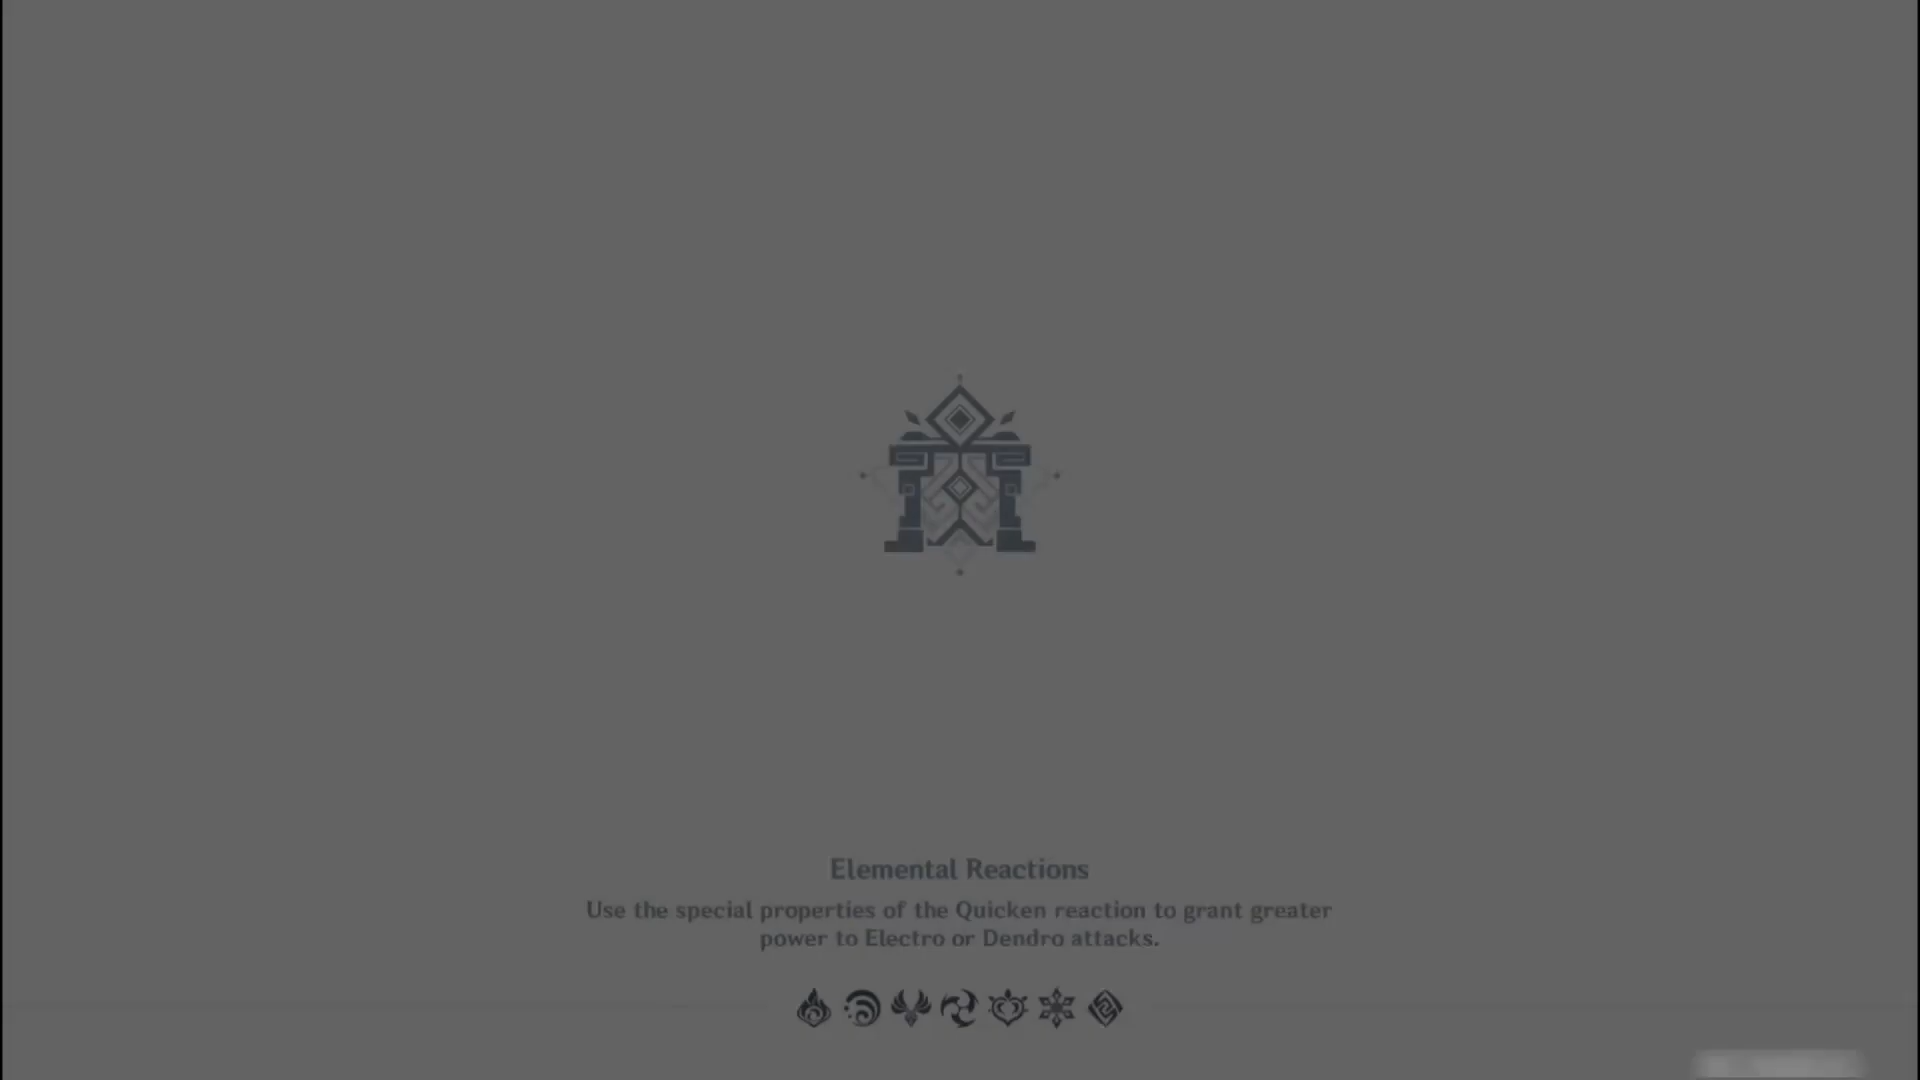 Elemental Reactions
Use the special properties of the Quicken reaction to grant greater
power to Electro or Dendro attacks.